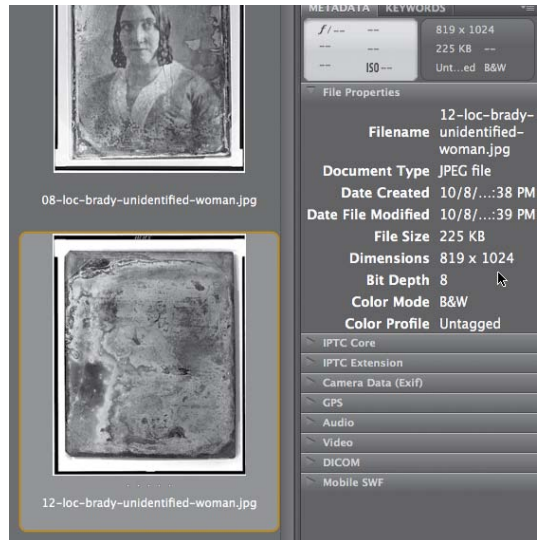 08-loc-brady-unidentified-woman.jpg
12-loc-brady-unidentified-woman.jpg
METADATA KEYWORDS
f/-- --
-- --
-- ISO--
819 x 1024
225 KB --
Unt...ed B&W
File Properties
Filename 12-loc-brady-
unidentified-
woman.jpg
Document Type JPEG file
Date Created 10/8/...:38 PM
Date File Modified 10/8/...:39 PM
File Size 225 KB
Dimensions 819 x 1024
Bit Depth 8
Color Mode B&W
Color Profile Untagged
IPTC Core
IPTC Extension
Camera Data (Exif)
GPS
Audio
Video
DICOM
Mobile SWF